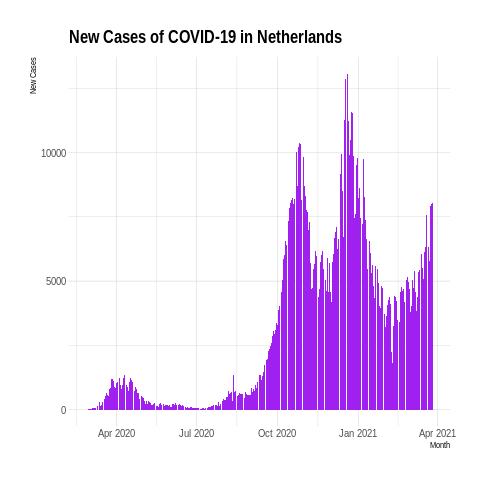 New Cases of COVID-19 in Netherlands
New Cases
10000
5000
0
Apr 2020 Jul 2020 Oct 2020 Jan 2021 Apr 2021
Month